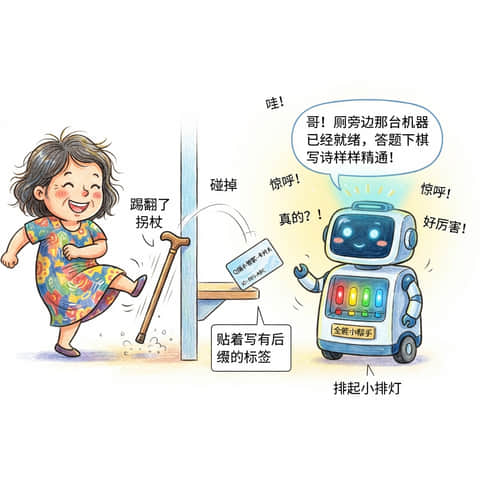 哇！
哥！厕旁边那台机器
已经就绪，答题下棋
写诗样样精通！
惊呼！
惊呼！
真的？！
好厉害！
碰掉
踢翻了
拐杖
贴着写有后
缀的标签
全能小帮手
排起小排灯